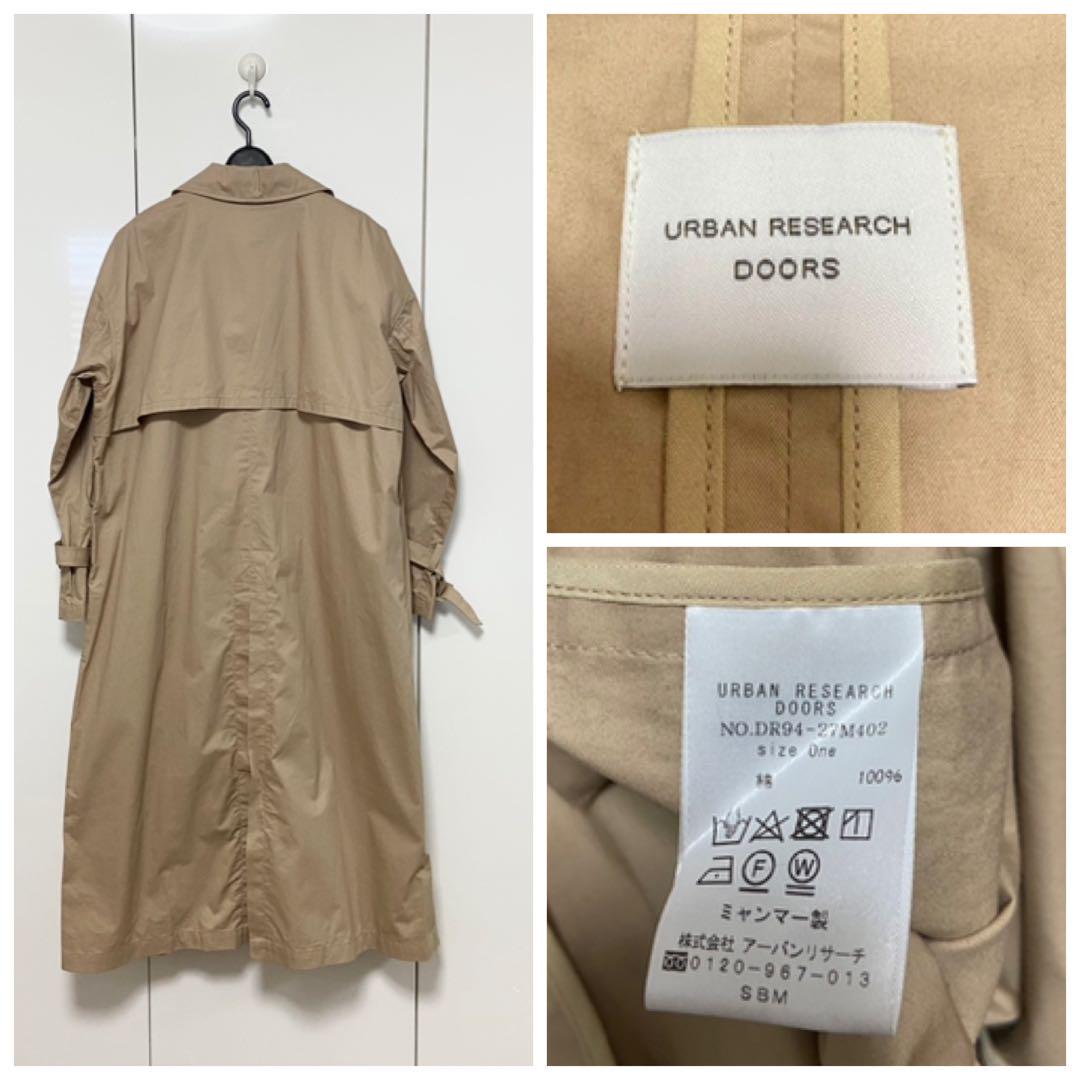 URBAN RESEARCH
DOORS
URBAN RESEARCH
DOORS
NO.DR94-27M402
size One
綿 100%
F W
ミャンマー製
株式会社 アーバンリサーチ
0120-967-013
SBM